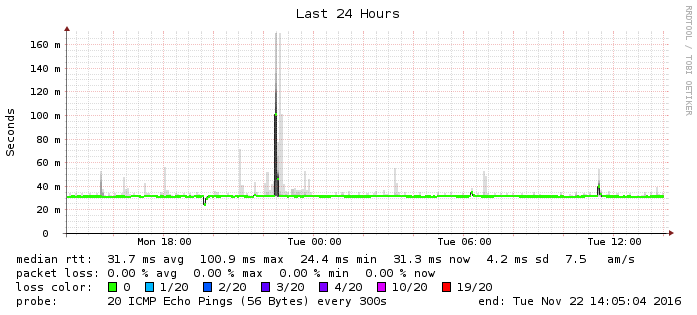 Last 24 Hours
RRDTOOL / TOBI OETIKER
Seconds
160 m
140 m
120 m
100 m
80 m
60 m
40 m
20 m
0
Mon 18:00 Tue 00:00 Tue 06:00 Tue 12:00
median rtt: 31.7 ms avg 100.9 ms max 24.4 ms min 31.3 ms now 4.2 ms sd 7.5 am/s
packet loss: 0.00 % avg 0.00 % max 0.00 % min 0.00 % now
loss color: 0 1/20 2/20 3/20 4/20 10/20 19/20
probe: 20 ICMP Echo Pings (56 Bytes) every 300s end: Tue Nov 22 14:05:04 2016